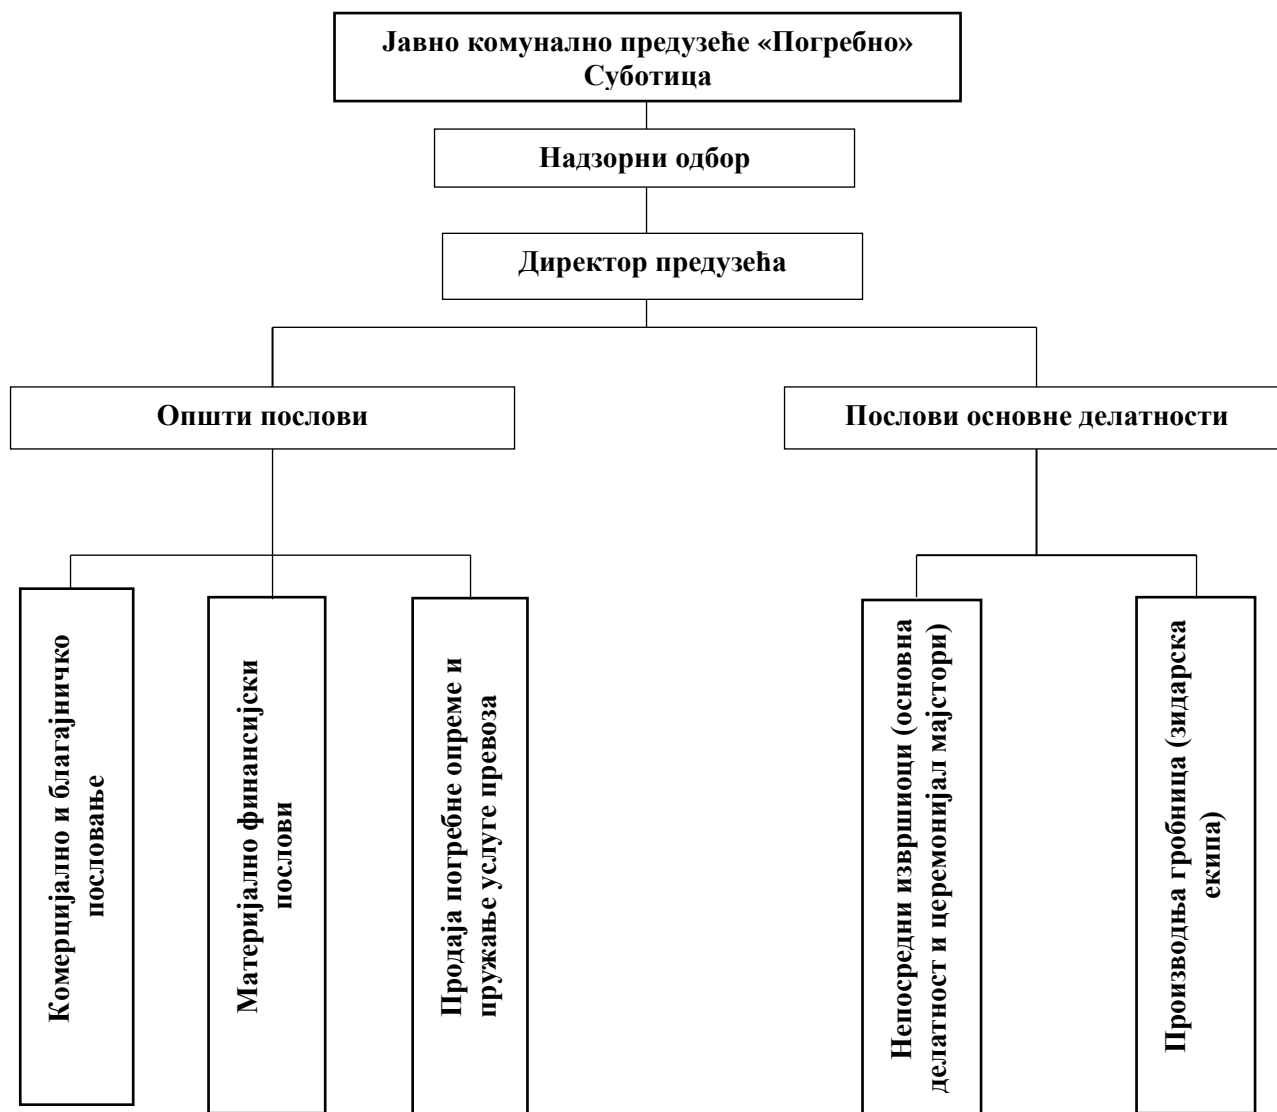 Јавно комунално предузеће «Погребно»
Суботица
Надзорни одбор
Директор предузећа
Општи послови
Послови основне делатности
Комерцијално и благајничко
пословање
Материјално финансијски
послови
Продаја погребне опреме и
пружање услуге превоза
Непосредни извршиоци (основна
делатност и церемонијал мајстори)
Производња гробница (зидарска
екипа)